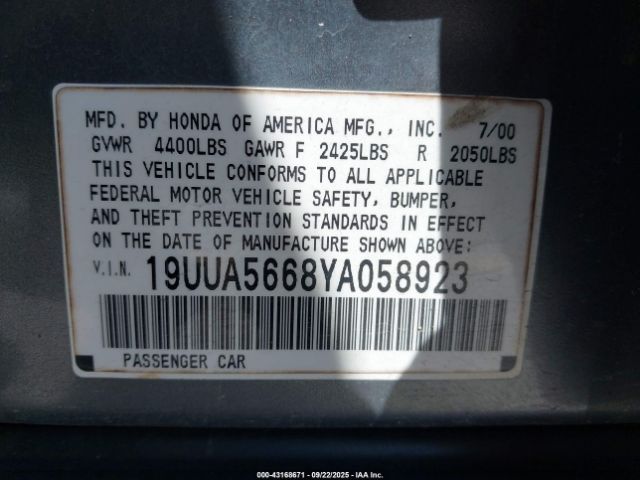 MFD. BY HONDA OF AMERICA MFG., INC. 7/00
GVWR 4400LBS GAWR F 2425LBS R 2050LBS
THIS VEHICLE CONFORMS TO ALL APPLICABLE
FEDERAL MOTOR VEHICLE SAFETY, BUMPER,
AND THEFT PREVENTION STANDARDS IN EFFECT
ON THE DATE OF MANUFACTURE SHOWN ABOVE:
V.I.N. 19UUA5668YA058923
PASSENGER CAR
000-43168671 - 09/22/2025 - IAA Inc.